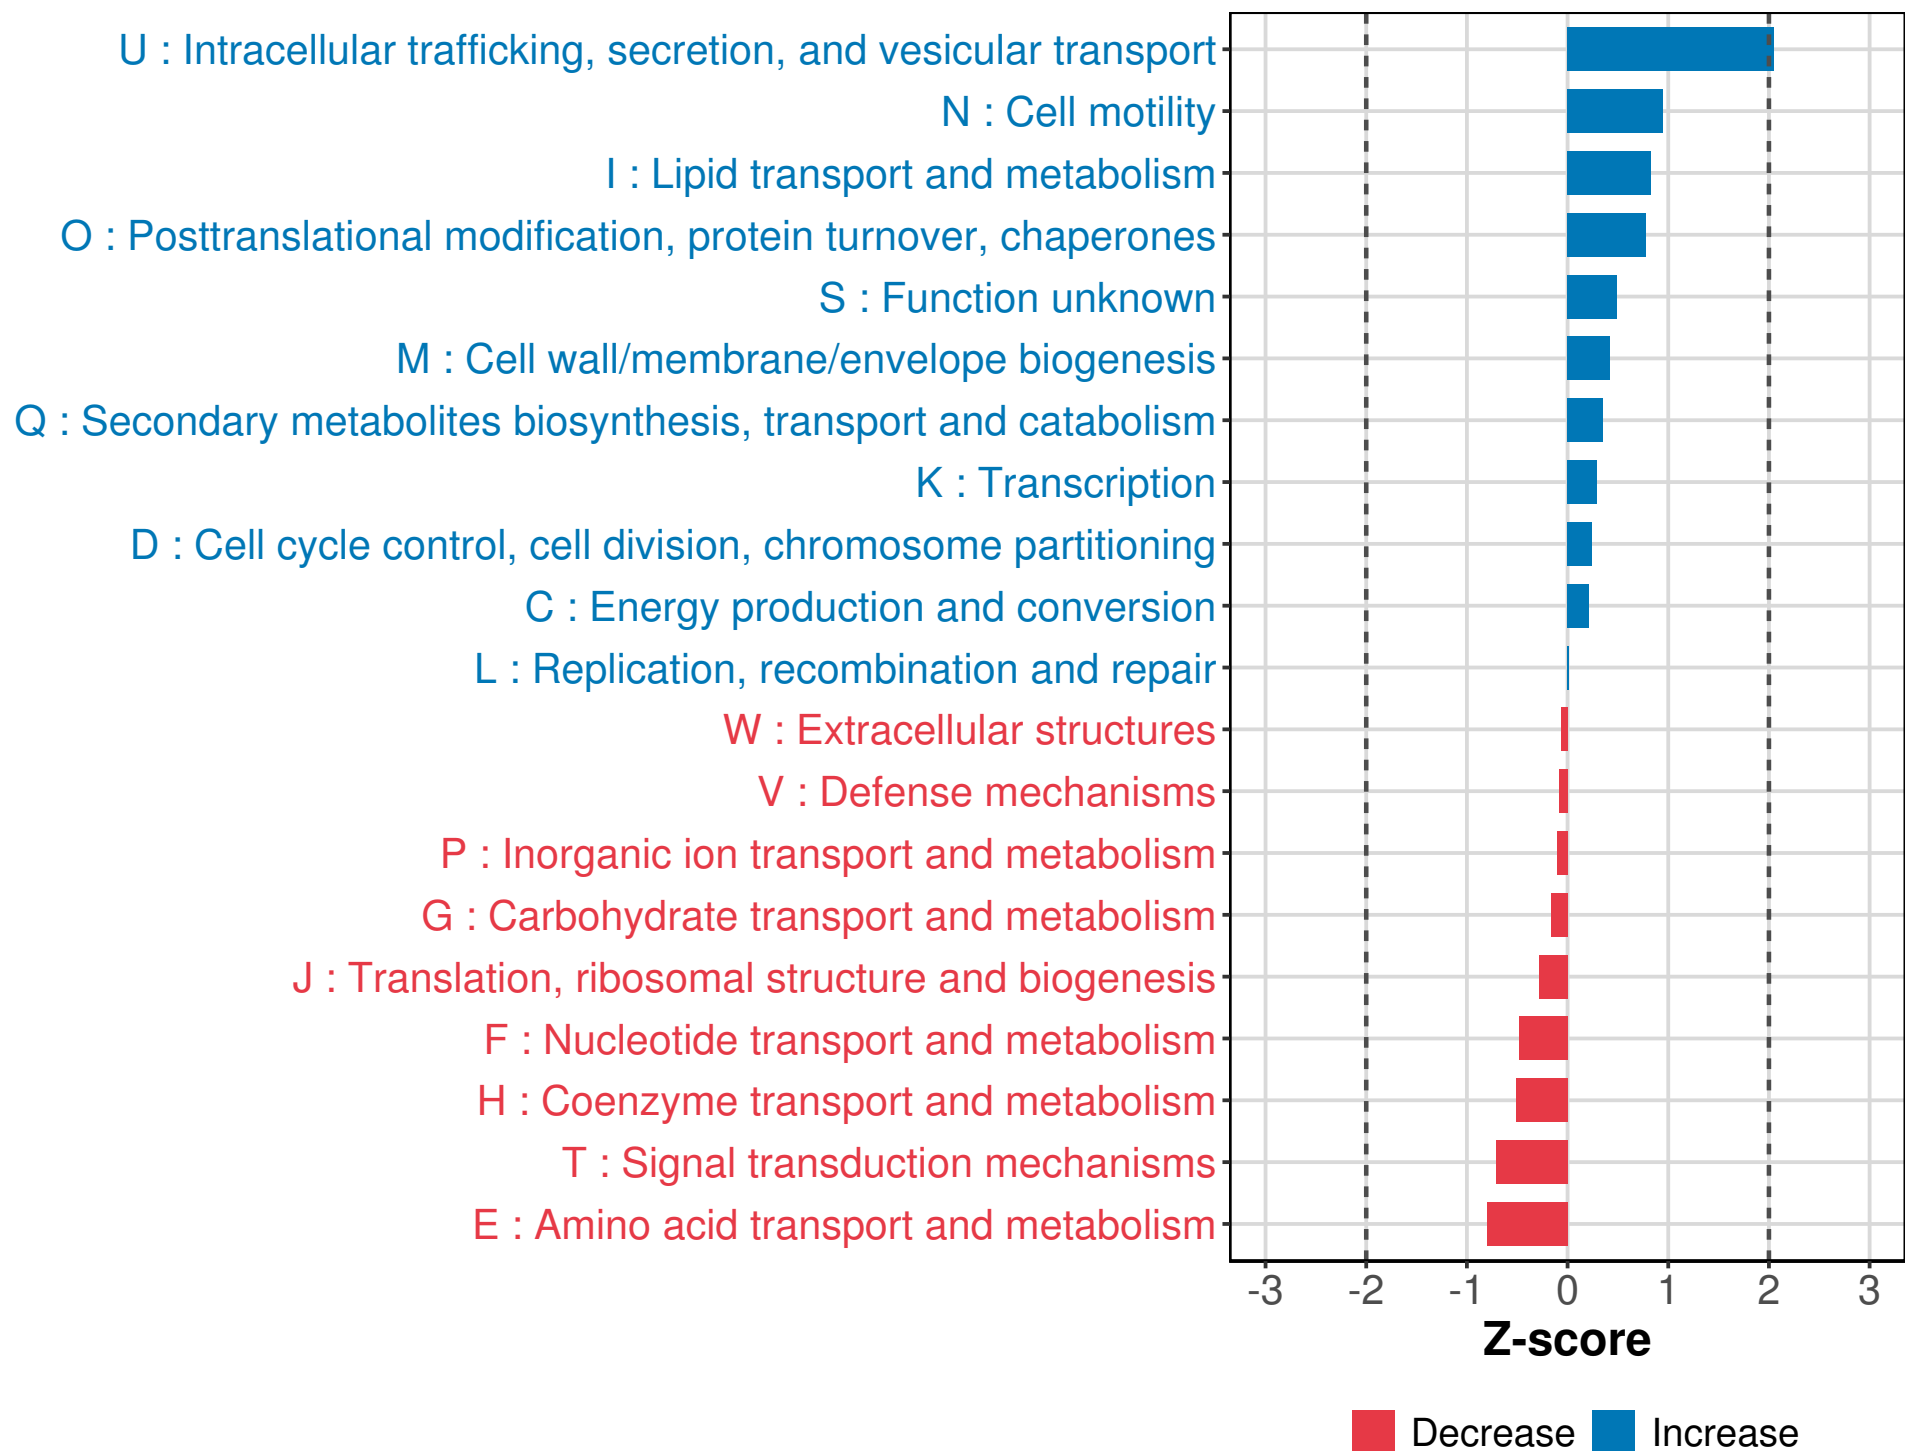 U : Intracellular trafficking, secretion, and vesicular transport
N : Cell motility
I : Lipid transport and metabolism
O : Posttranslational modification, protein turnover, chaperones
S : Function unknown
M : Cell wall/membrane/envelope biogenesis
Q : Secondary metabolites biosynthesis, transport and catabolism
K : Transcription
D : Cell cycle control, cell division, chromosome partitioning
C : Energy production and conversion
L : Replication, recombination and repair
W : Extracellular structures
V : Defense mechanisms
P : Inorganic ion transport and metabolism
G : Carbohydrate transport and metabolism
J : Translation, ribosomal structure and biogenesis
F : Nucleotide transport and metabolism
H : Coenzyme transport and metabolism
T : Signal transduction mechanisms
E : Amino acid transport and metabolism
-3 -2 -1 0 1 2 3
Z-score
Decrease Increase